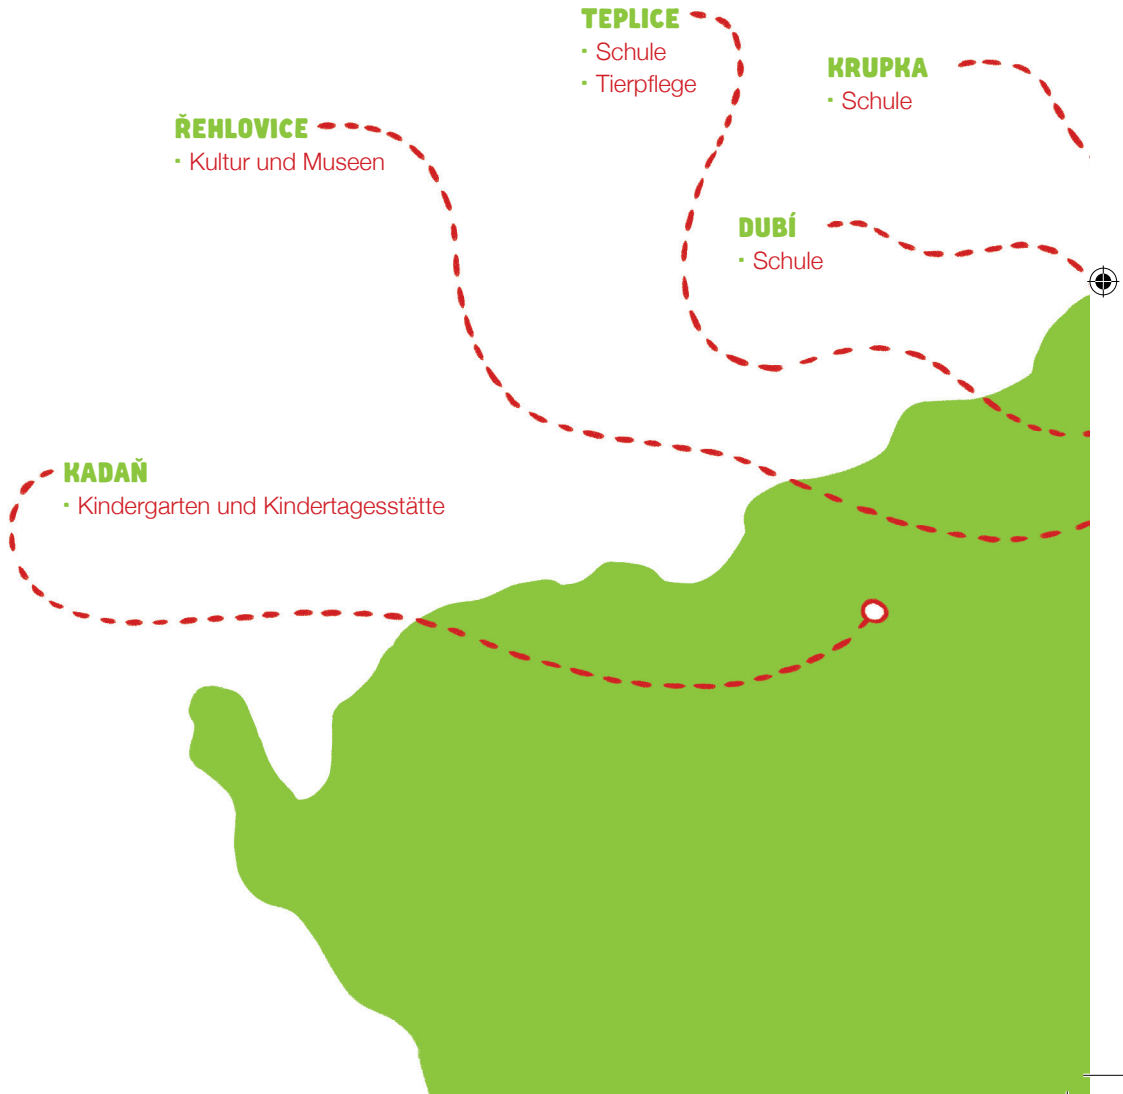 TEPLICE
▪ Schule
▪ Tierpflege
KRUPKA
▪ Schule
ŘEHLOVICE
▪ Kultur und Museen
DUBÍ
▪ Schule
KADAŇ
▪ Kindergarten und Kindertagesstätte